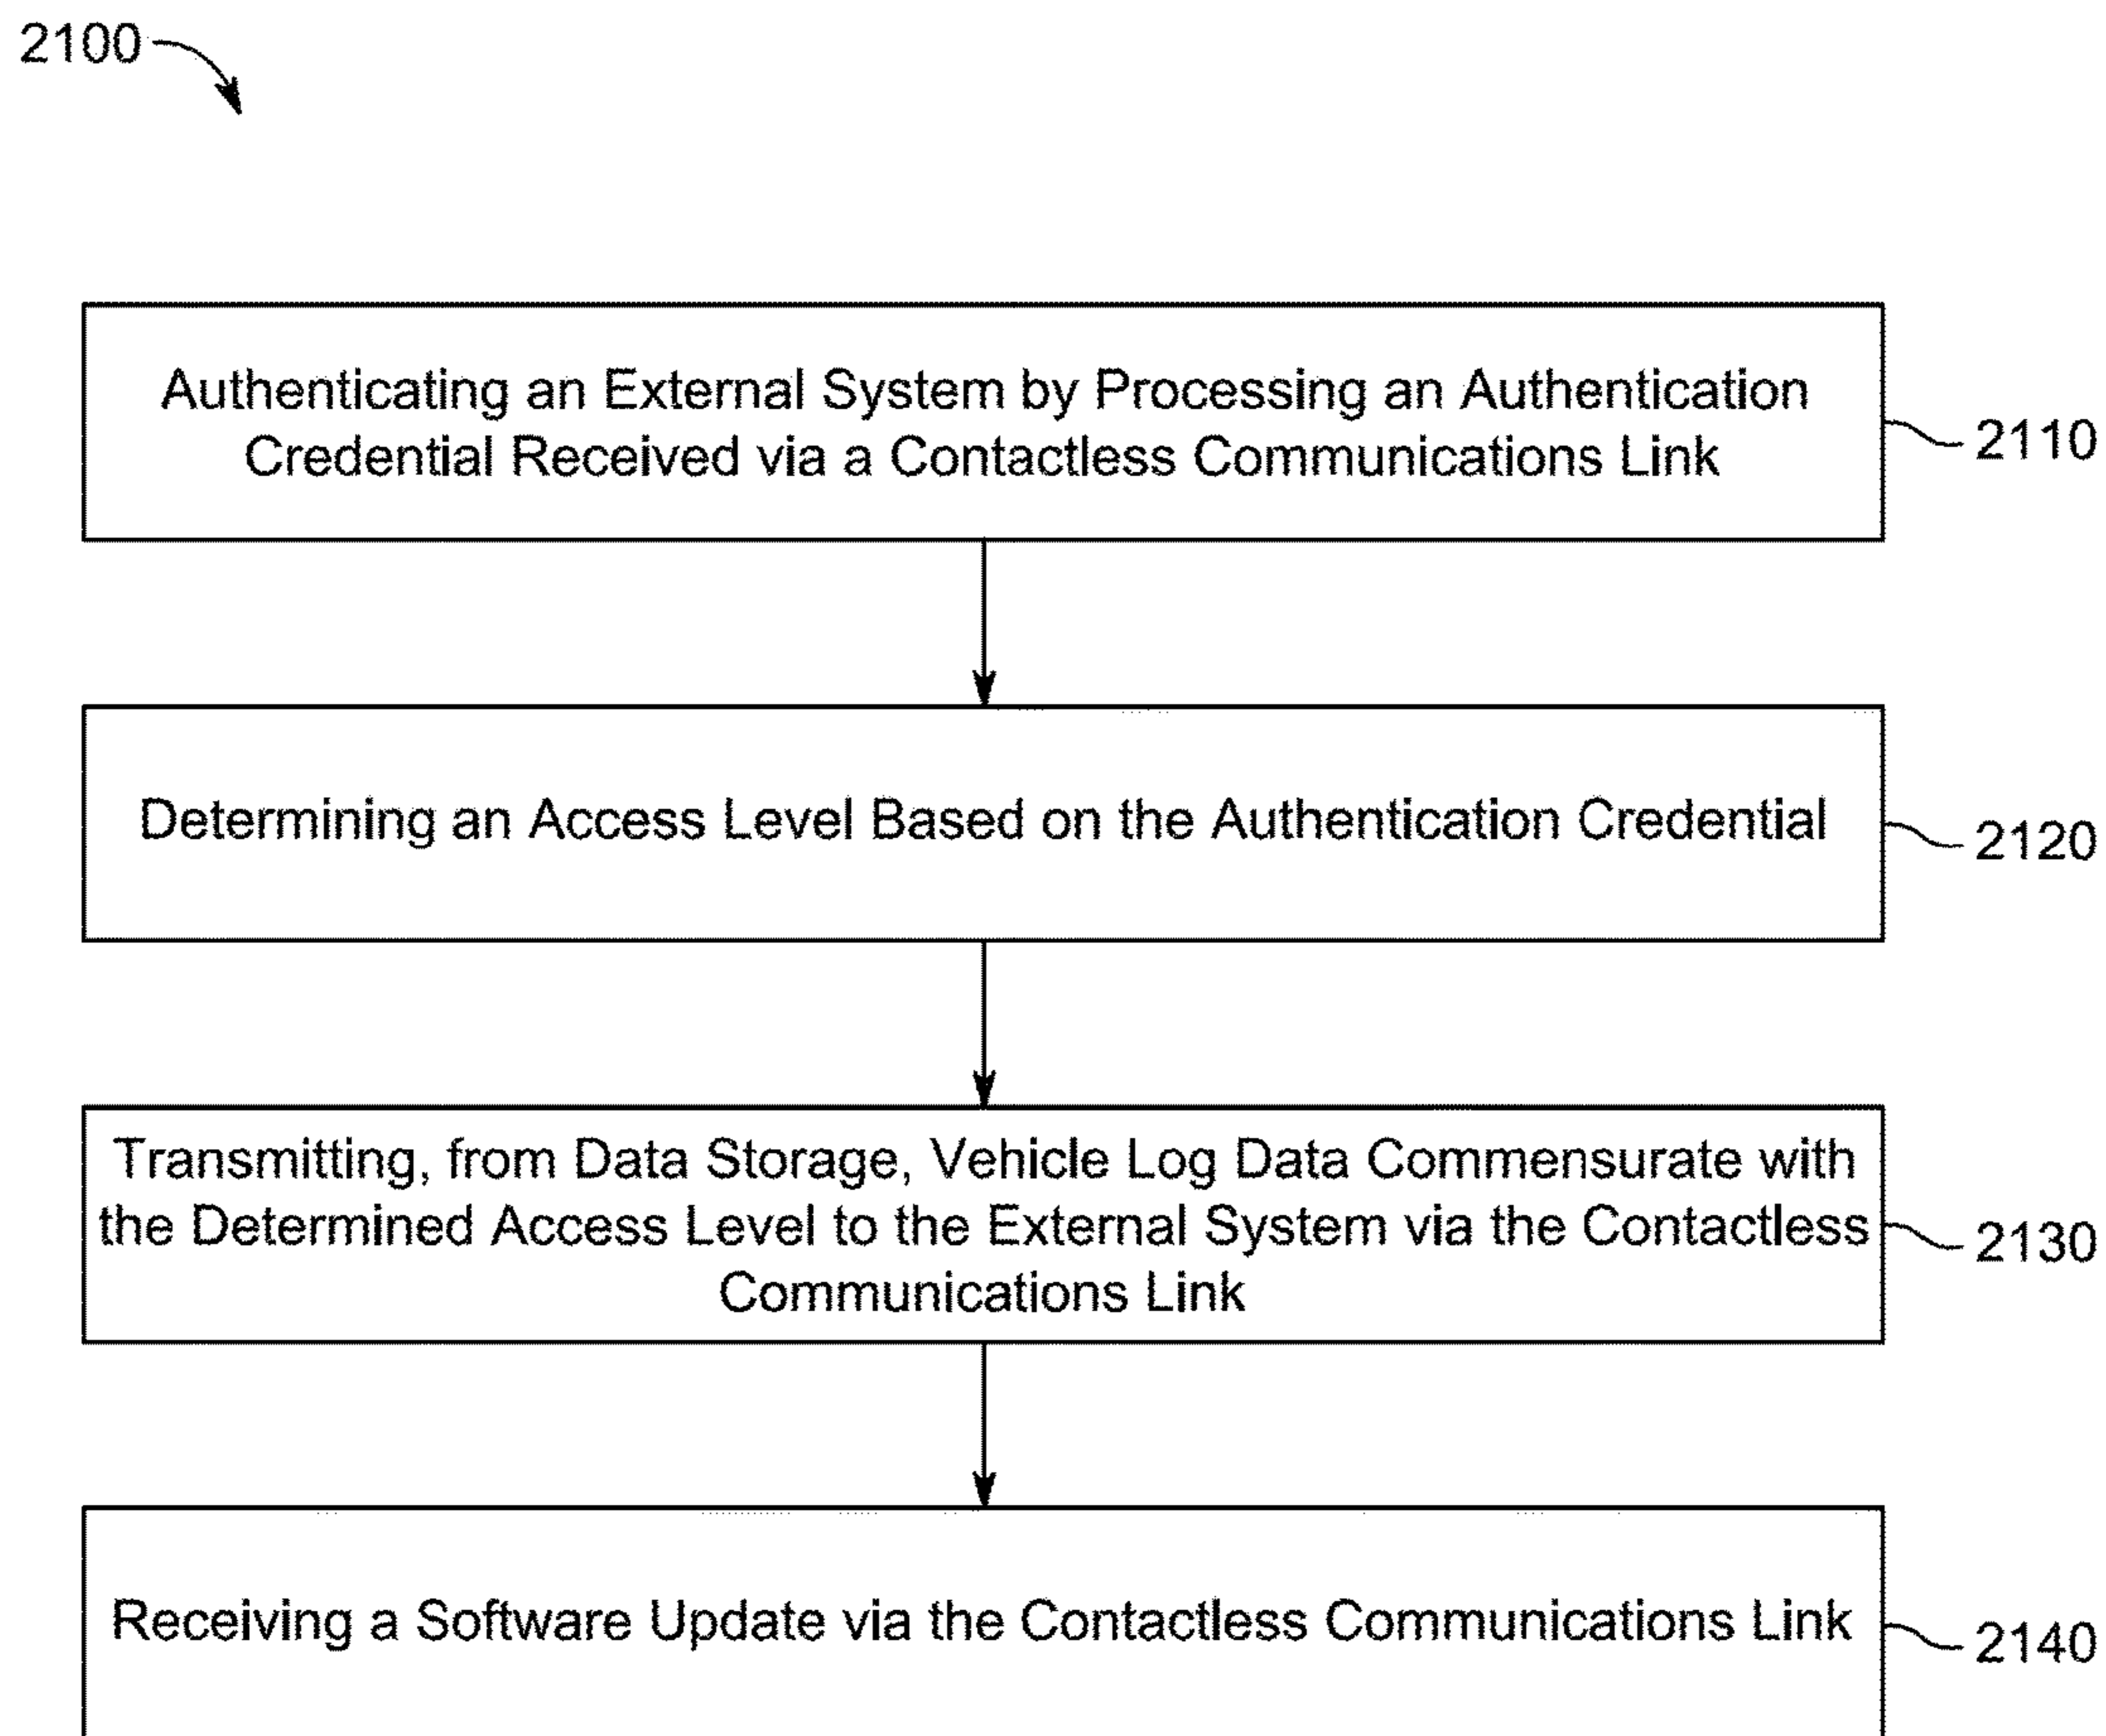 2100
Authenticating an External System by Processing an Authentication
Credential Received via a Contactless Communications Link
2110
Determining an Access Level Based on the Authentication Credential
2120
Transmitting, from Data Storage, Vehicle Log Data Commensurate with
the Determined Access Level to the External System via the Contactless
Communications Link
2130
Receiving a Software Update via the Contactless Communications Link
2140